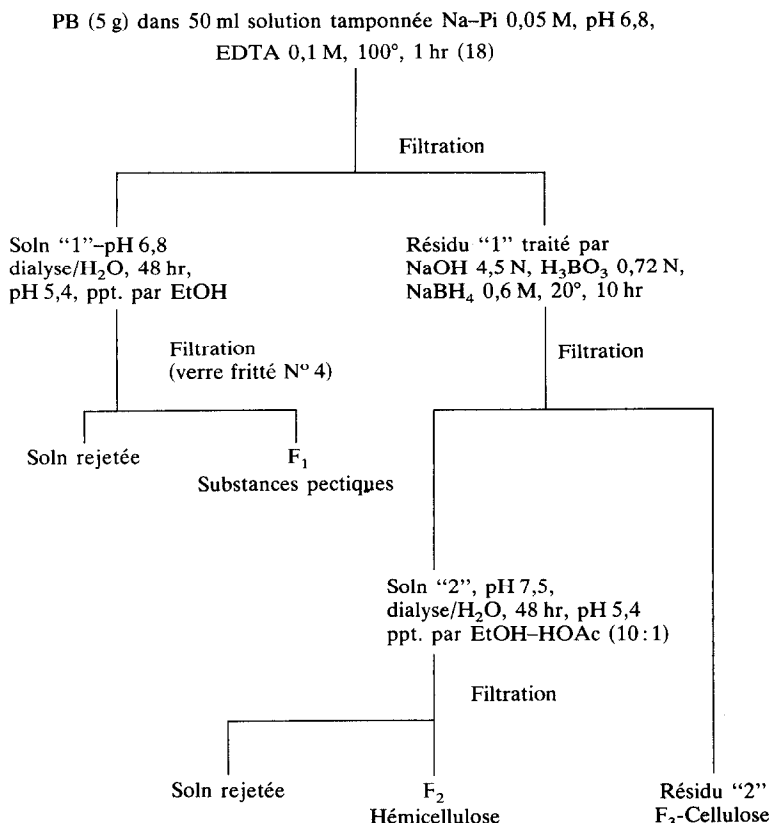 PB (5 g) dans 50 ml solution tamponnée Na–Pi 0,05 M, pH 6,8,
EDTA 0,1 M, 100°, 1 hr (18)
Filtration
Soln “1”–pH 6,8
dialyse/H₂O, 48 hr,
pH 5,4, ppt. par EtOH
Résidu “1” traité par
NaOH 4,5 N, H₃BO₃ 0,72 N,
NaBH₄ 0,6 M, 20°, 10 hr
Filtration
(verre fritté Nº 4)
Filtration
Soln rejetée
F₁
Substances pectiques
Soln “2”, pH 7,5,
dialyse/H₂O, 48 hr, pH 5,4
ppt. par EtOH–HOAc (10:1)
Filtration
Soln rejetée
F₂
Hémicellulose
Résidu “2”
F₃-Cellulose